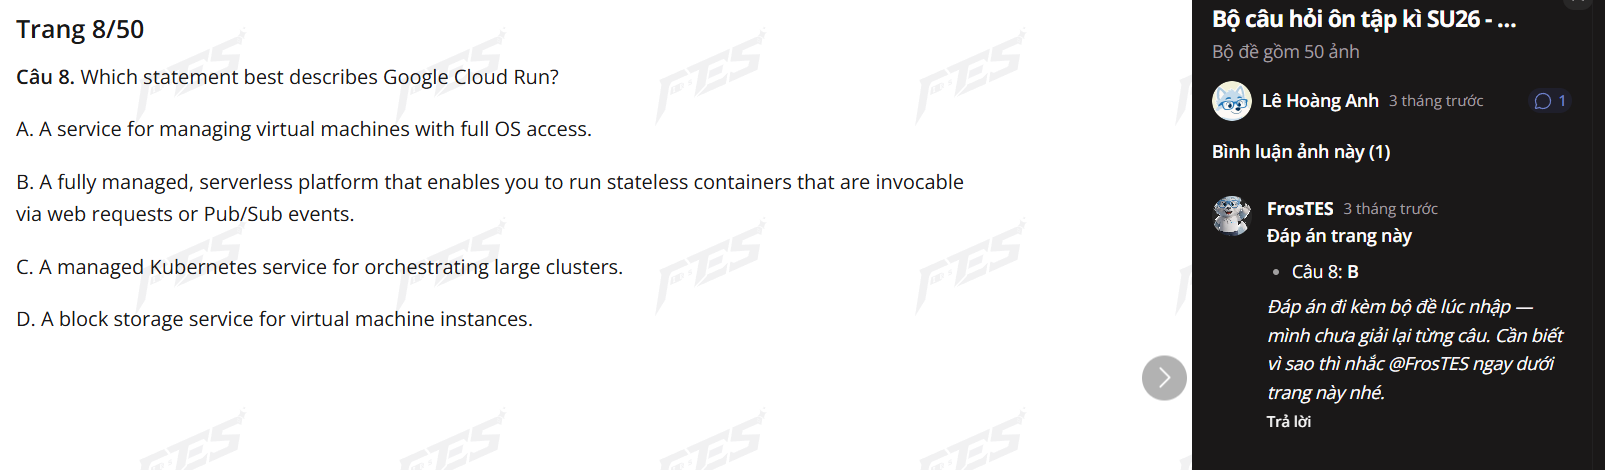 Trang 8/50
Câu 8. Which statement best describes Google Cloud Run?
A. A service for managing virtual machines with full OS access.
B. A fully managed, serverless platform that enables you to run stateless containers that are invocable
via web requests or Pub/Sub events.
C. A managed Kubernetes service for orchestrating large clusters.
D. A block storage service for virtual machine instances.
Bộ câu hỏi ôn tập kì SU26 - ...
Bộ đề gồm 50 ảnh
Lê Hoàng Anh 3 tháng trước 1
Bình luận ảnh này (1)
FrosTES 3 tháng trước
Đáp án trang này
• Câu 8: B
Đáp án đi kèm bộ đề lúc nhập —
mình chưa giải lại từng câu. Cần biết
vì sao thì nhắc @FrosTES ngay dưới
trang này nhé.
Trả lời